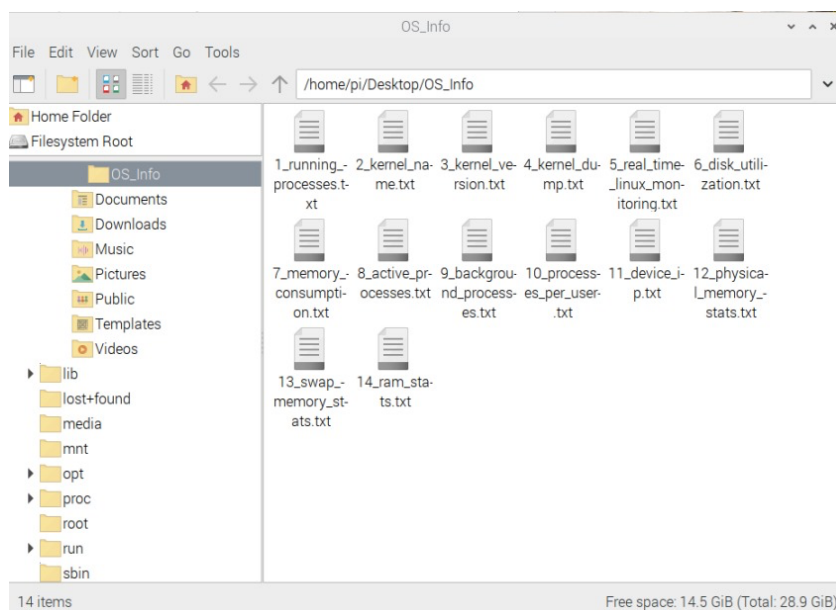 OS_Info
File Edit View Sort Go Tools
/home/pi/Desktop/OS_Info
Home Folder
Filesystem Root
OS_Info
Documents
Downloads
Music
Pictures
Public
Templates
Videos
lib
lost+found
media
mnt
opt
proc
root
run
sbin
1_running_-
processes.t-
xt
2_kernel_na-
me.txt
3_kernel_ve-
rsion.txt
4_kernel_du-
mp.txt
5_real_time-
_linux_mon-
itoring.txt
6_disk_utili-
zation.txt
7_memory_-
consumpti-
on.txt
8_active_pr-
ocesses.txt
9_backgrou-
nd_process-
es.txt
10_process-
es_per_user-
.txt
11_device_i-
p.txt
12_physica-
l_memory_-
stats.txt
13_swap_-
memory_st-
ats.txt
14_ram_sta-
ts.txt
14 items
Free space: 14.5 GiB (Total: 28.9 GiB)